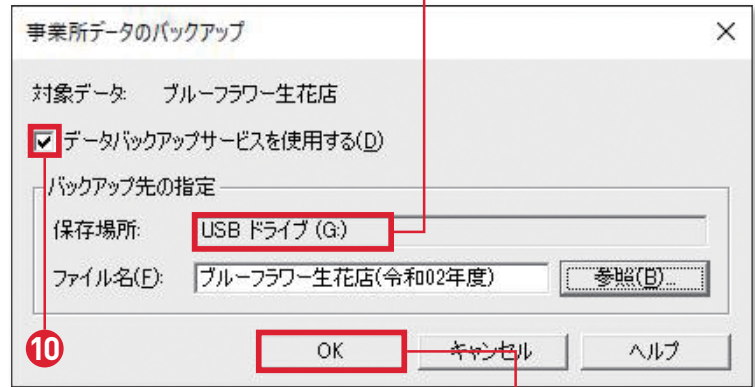 事業所データのバックアップ
対象データ: ブルーフラワー生花店
データバックアップサービスを使用する(D)
バックアップ先の指定
保存場所: USB ドライブ (G:)
ファイル名(F): ブルーフラワー生花店(令和02年度) 参照(B)...
10 OK キャンセル ヘルプ